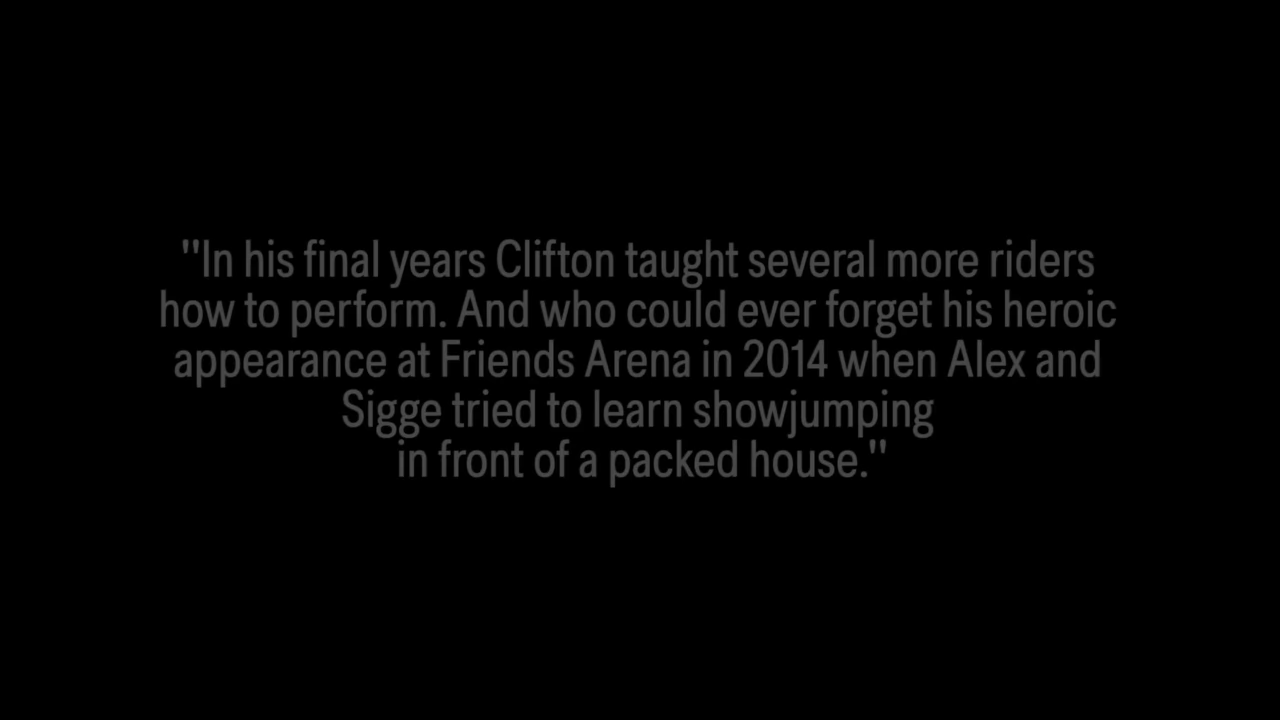 "In his final years Clifton taught several more riders
how to perform. And who could ever forget his heroic
appearance at Friends Arena in 2014 when Alex and
Sigge tried to learn showjumping
in front of a packed house."